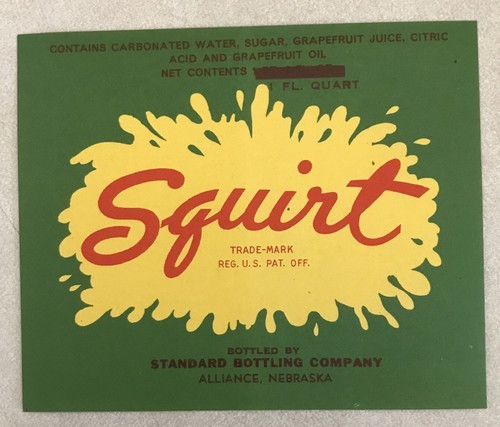 CONTAINS CARBONATED WATER, SUGAR, GRAPEFRUIT JUICE, CITRIC
ACID AND GRAPEFRUIT OIL
NET CONTENTS
1 FL. QUART
Squirt
TRADE-MARK
REG. U.S. PAT. OFF.
BOTTLED BY
STANDARD BOTTLING COMPANY
ALLIANCE, NEBRASKA